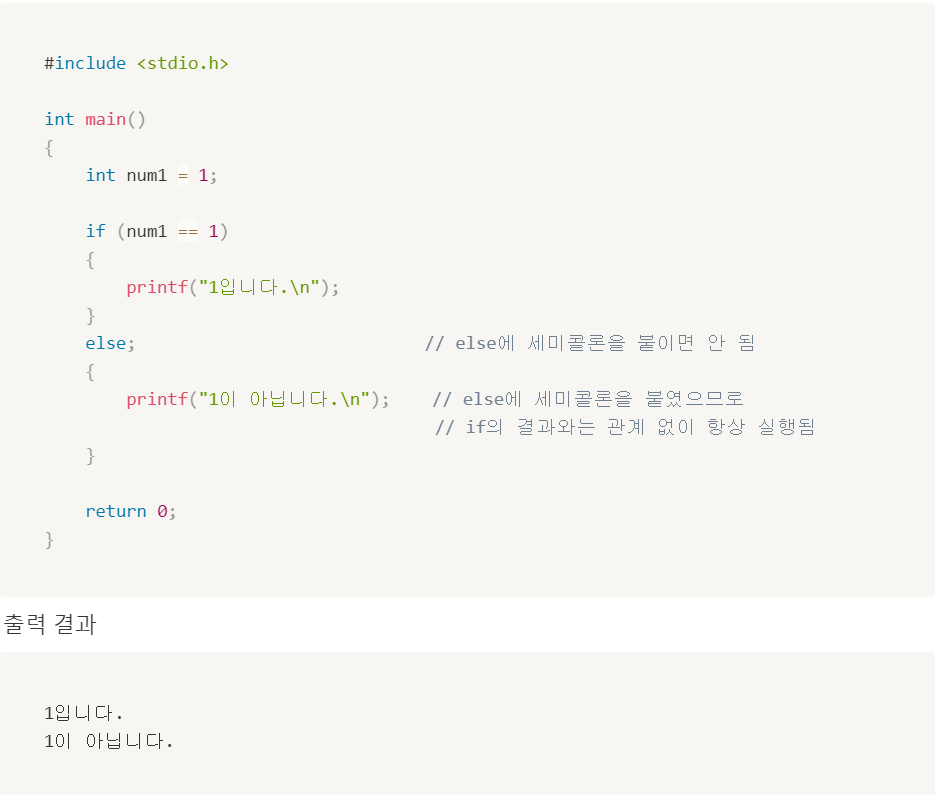 #include <stdio.h>
int main()
{
int num1 = 1;
if (num1 == 1)
{
printf("1입니다.\n");
}
else; // else에 세미콜론을 붙이면 안 됨
{
printf("1이 아닙니다.\n"); // else에 세미콜론을 붙였으므로
// if의 결과와는 관계 없이 항상 실행됨
}
return 0;
}
출력 결과
1입니다.
1이 아닙니다.